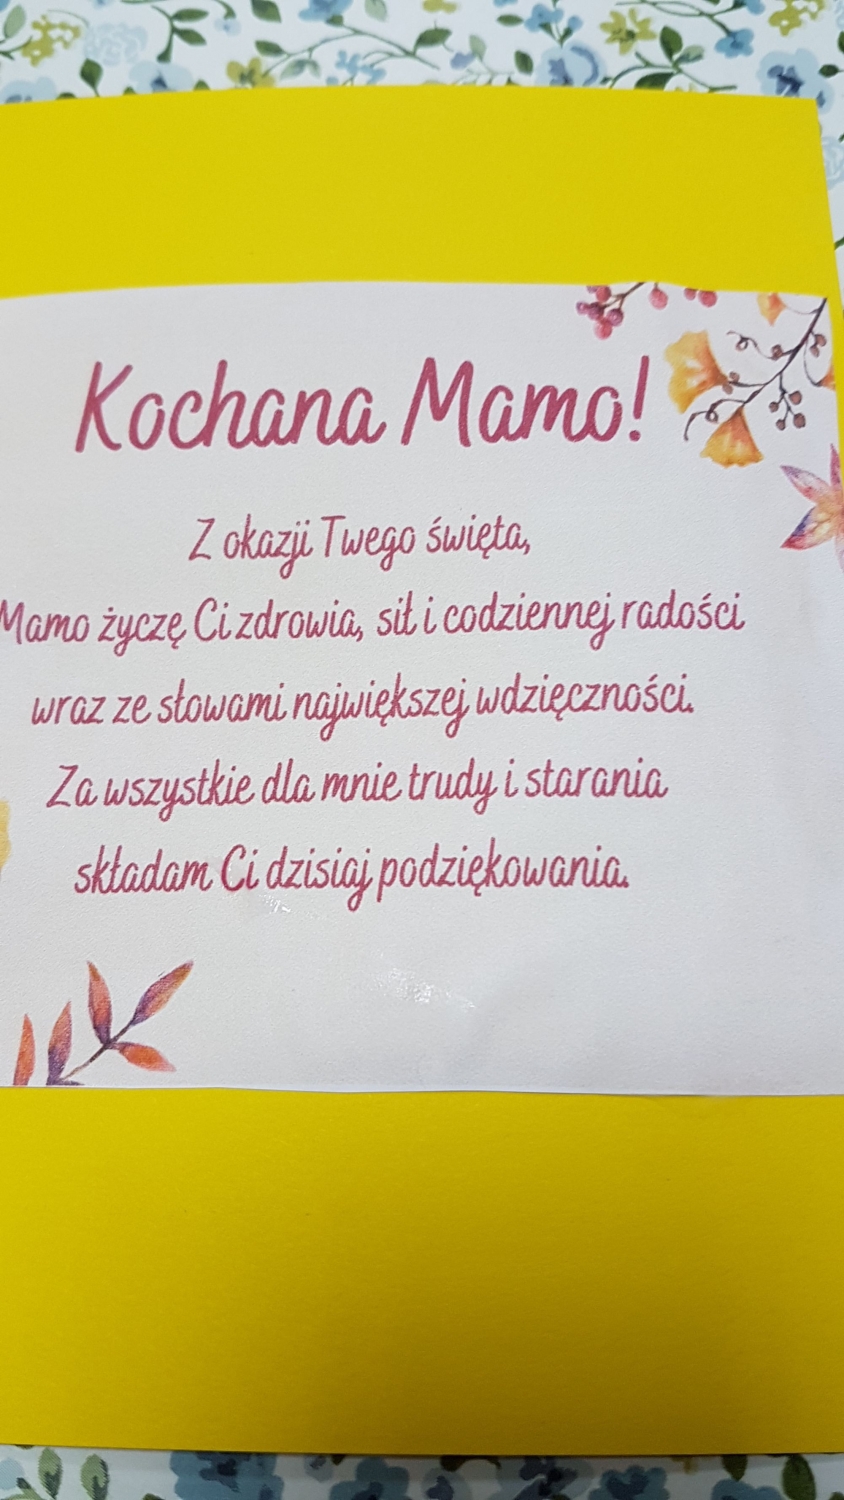 Kochana Mamo!
Z okazji Twego święta,
Mamo życzę Ci zdrowia, sił i codziennej radości
wraz ze słowami największej wdzięczności.
Za wszystkie dla mnie trudy i starania
składam Ci dzisiaj podziękowania.